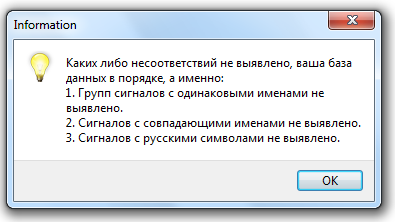 Information
Каких либо несоответствий не выявлено, ваша база
данных в порядке, а именно:
1. Групп сигналов с одинаковыми именами не
выявлено.
2. Сигналов с совпадающими именами не выявлено.
3. Сигналов с русскими символами не выявлено.
OK